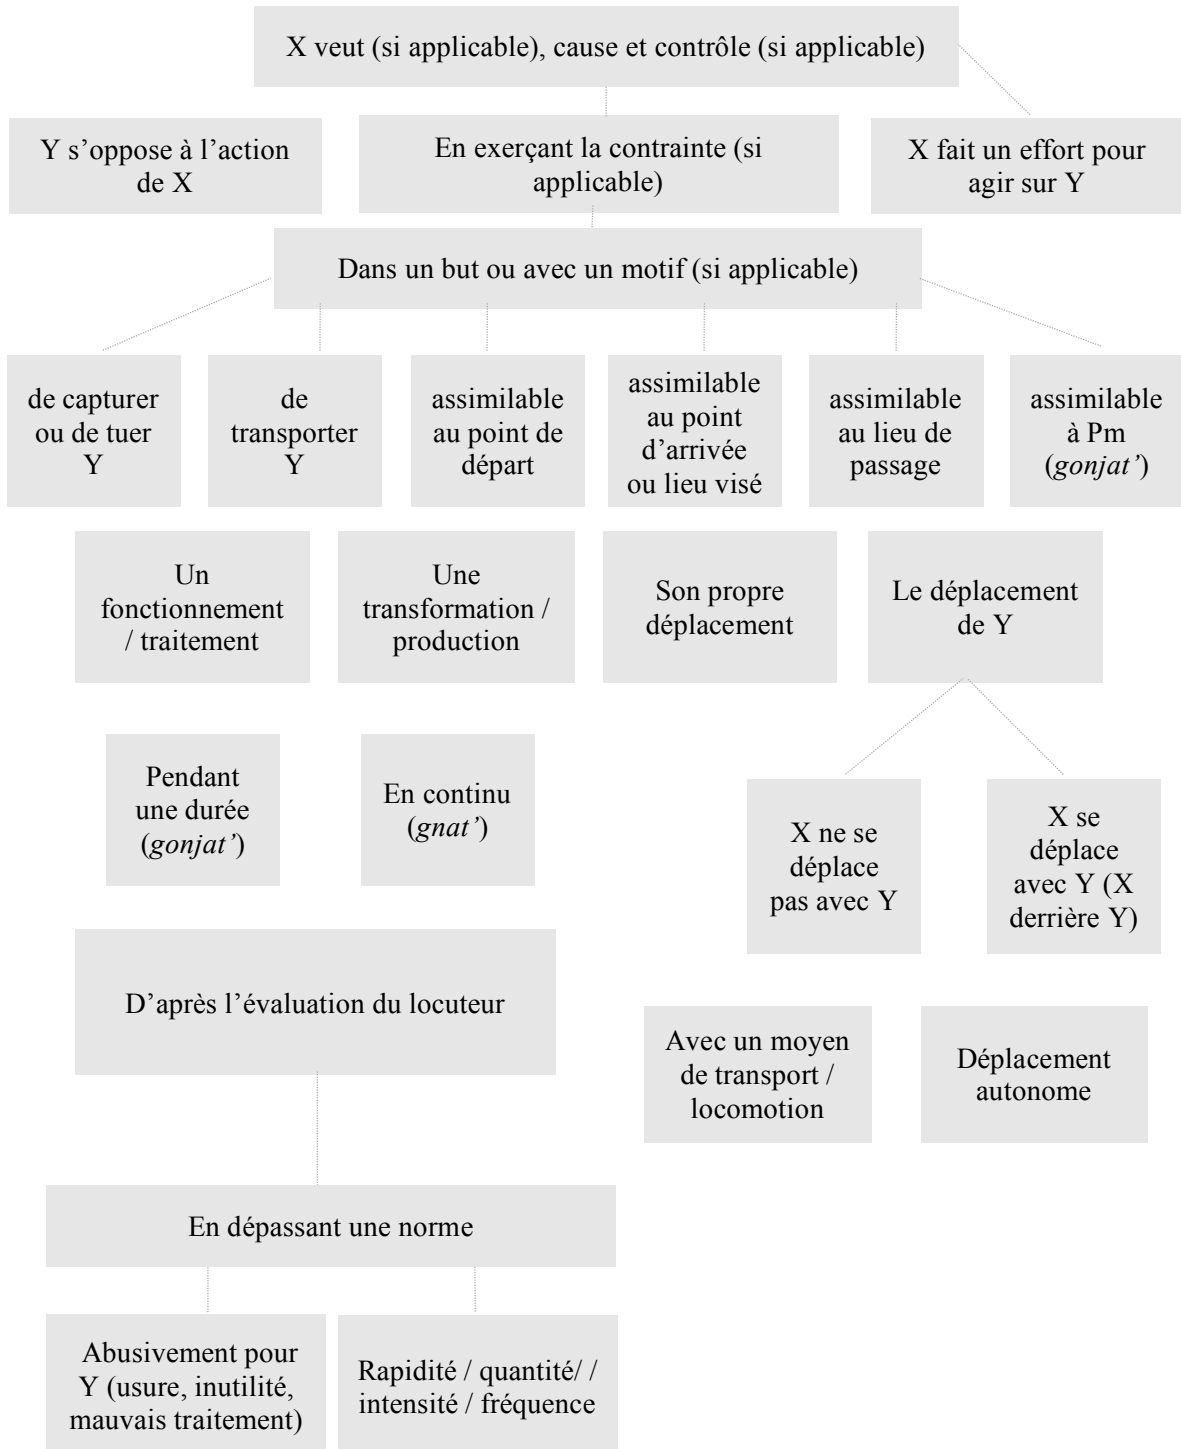 X veut (si applicable), cause et contrôle (si applicable)
Y s’oppose à l’action
de X
En exerçant la contrainte (si
applicable)
X fait un effort pour
agir sur Y
Dans un but ou avec un motif (si applicable)
de capturer
ou de tuer
Y
de
transporter
Y
assimilable
au point de
départ
assimilable
au point
d’arrivée
ou lieu visé
assimilable
au lieu de
passage
assimilable
à Pm
(gonjat’)
Un
fonctionnement
/ traitement
Une
transformation /
production
Son propre
déplacement
Le déplacement
de Y
Pendant
une durée
(gonjat’)
En continu
(gnat’)
X ne se
déplace
pas avec Y
X se
déplace
avec Y (X
derrière Y)
D’après l’évaluation du locuteur
Avec un moyen
de transport /
locomotion
Déplacement
autonome
En dépassant une norme
Abusivement pour
Y (usure, inutilité,
mauvais traitement)
Rapidité / quantité/ /
intensité / fréquence